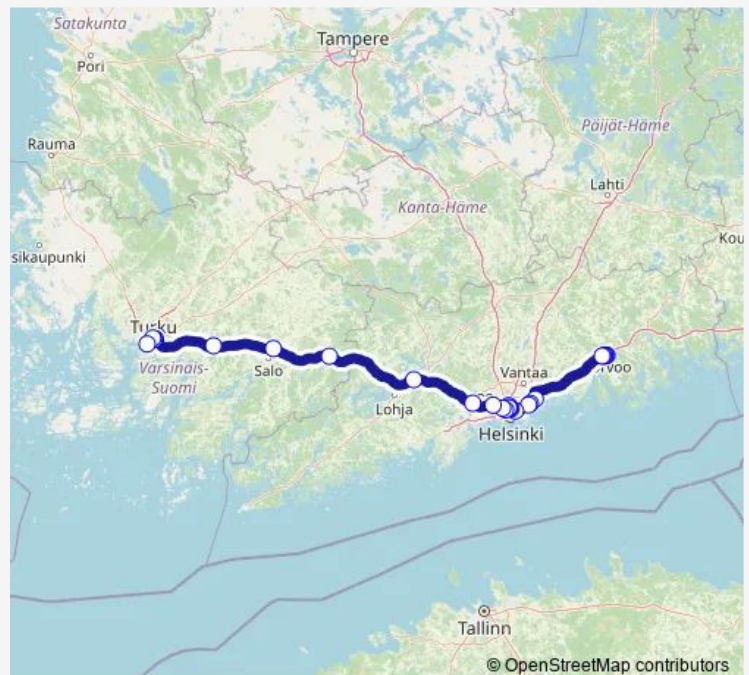 Satakunta
Tampere
Pori
Päijät-Häme
Rauma
Lahti
Kanta-Häme
Kou
sikaupunki
Turku
Varsinais-
Suomi
Salo
Vantaa
rvoo
Lohja
Helsinki
Tallinn
© OpenStreetMap contributors